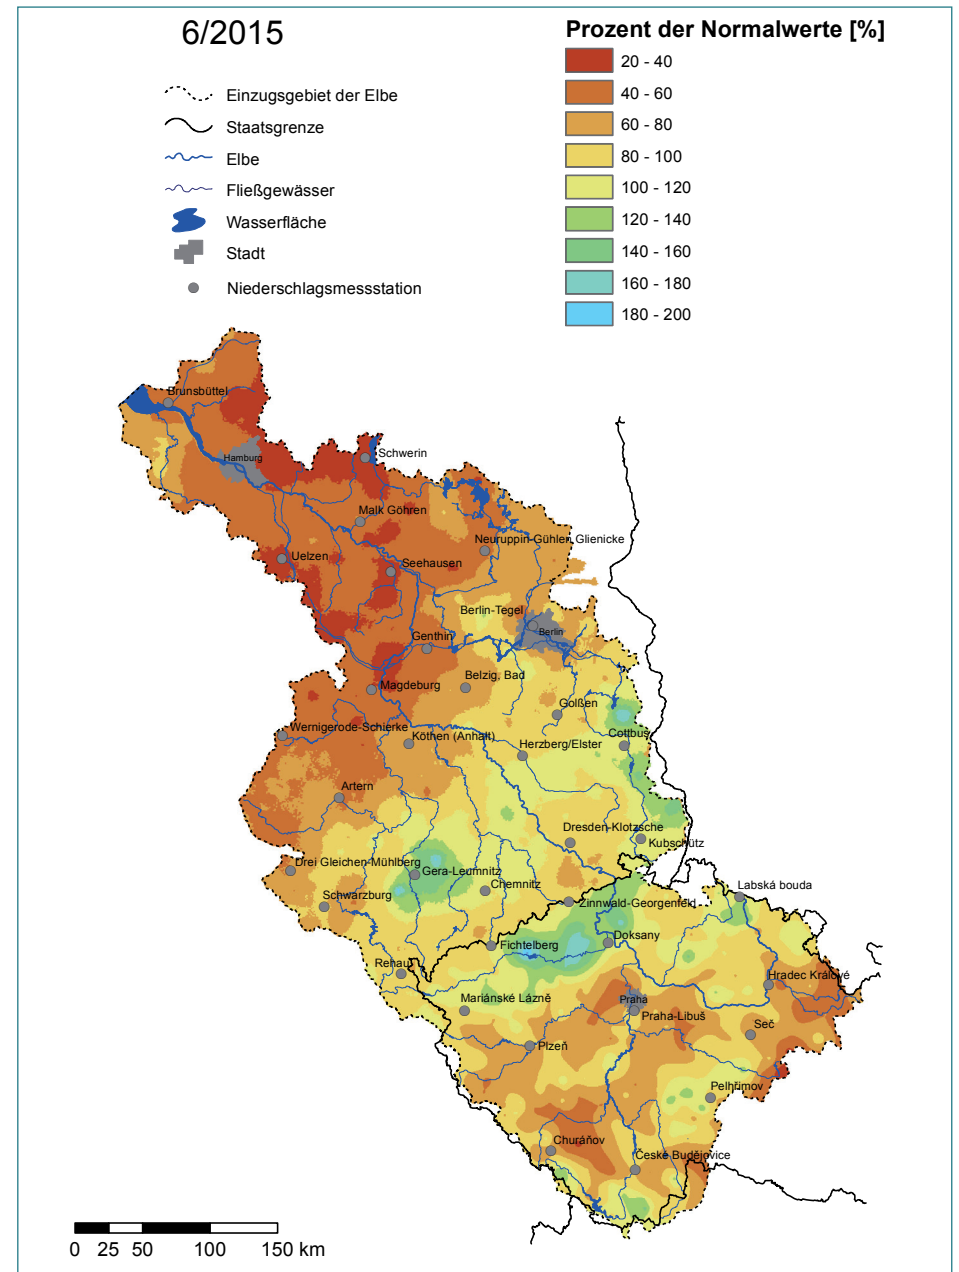 6/2015
Prozent der Normalwerte [%]
Einzugsgebiet der Elbe
Staatsgrenze
Elbe
Fließgewässer
Wasserfläche
Stadt
Niederschlagsmessstation
20 - 40
40 - 60
60 - 80
80 - 100
100 - 120
120 - 140
140 - 160
160 - 180
180 - 200
Brunsbüttel
Hamburg
Schwerin
Malk Göhren
Neuruppin-Gühlen Glienicke
Uelzen
Seehausen
Berlin-Tegel
Berlin
Genthin
Belzig, Bad
Magdeburg
Golßen
Wernigerode-Schierke
Köthen (Anhalt)
Cottbus
Herzberg/Elster
Artern
Dresden-Klotzsche
Kubschütz
Drei Gleichen-Mühlberg
Gera-Leumnitz
Chemnitz
Labská bouda
Schwarzburg
Zinnwald-Georgenfeld
Doksany
Fichtelberg
Rehau
Hradec Králové
Mariánské Lázně
Praha
Praha-Libuš
Seč
Plzeň
Pelhřimov
Churáňov
České Budějovice
0 25 50 100 150 km